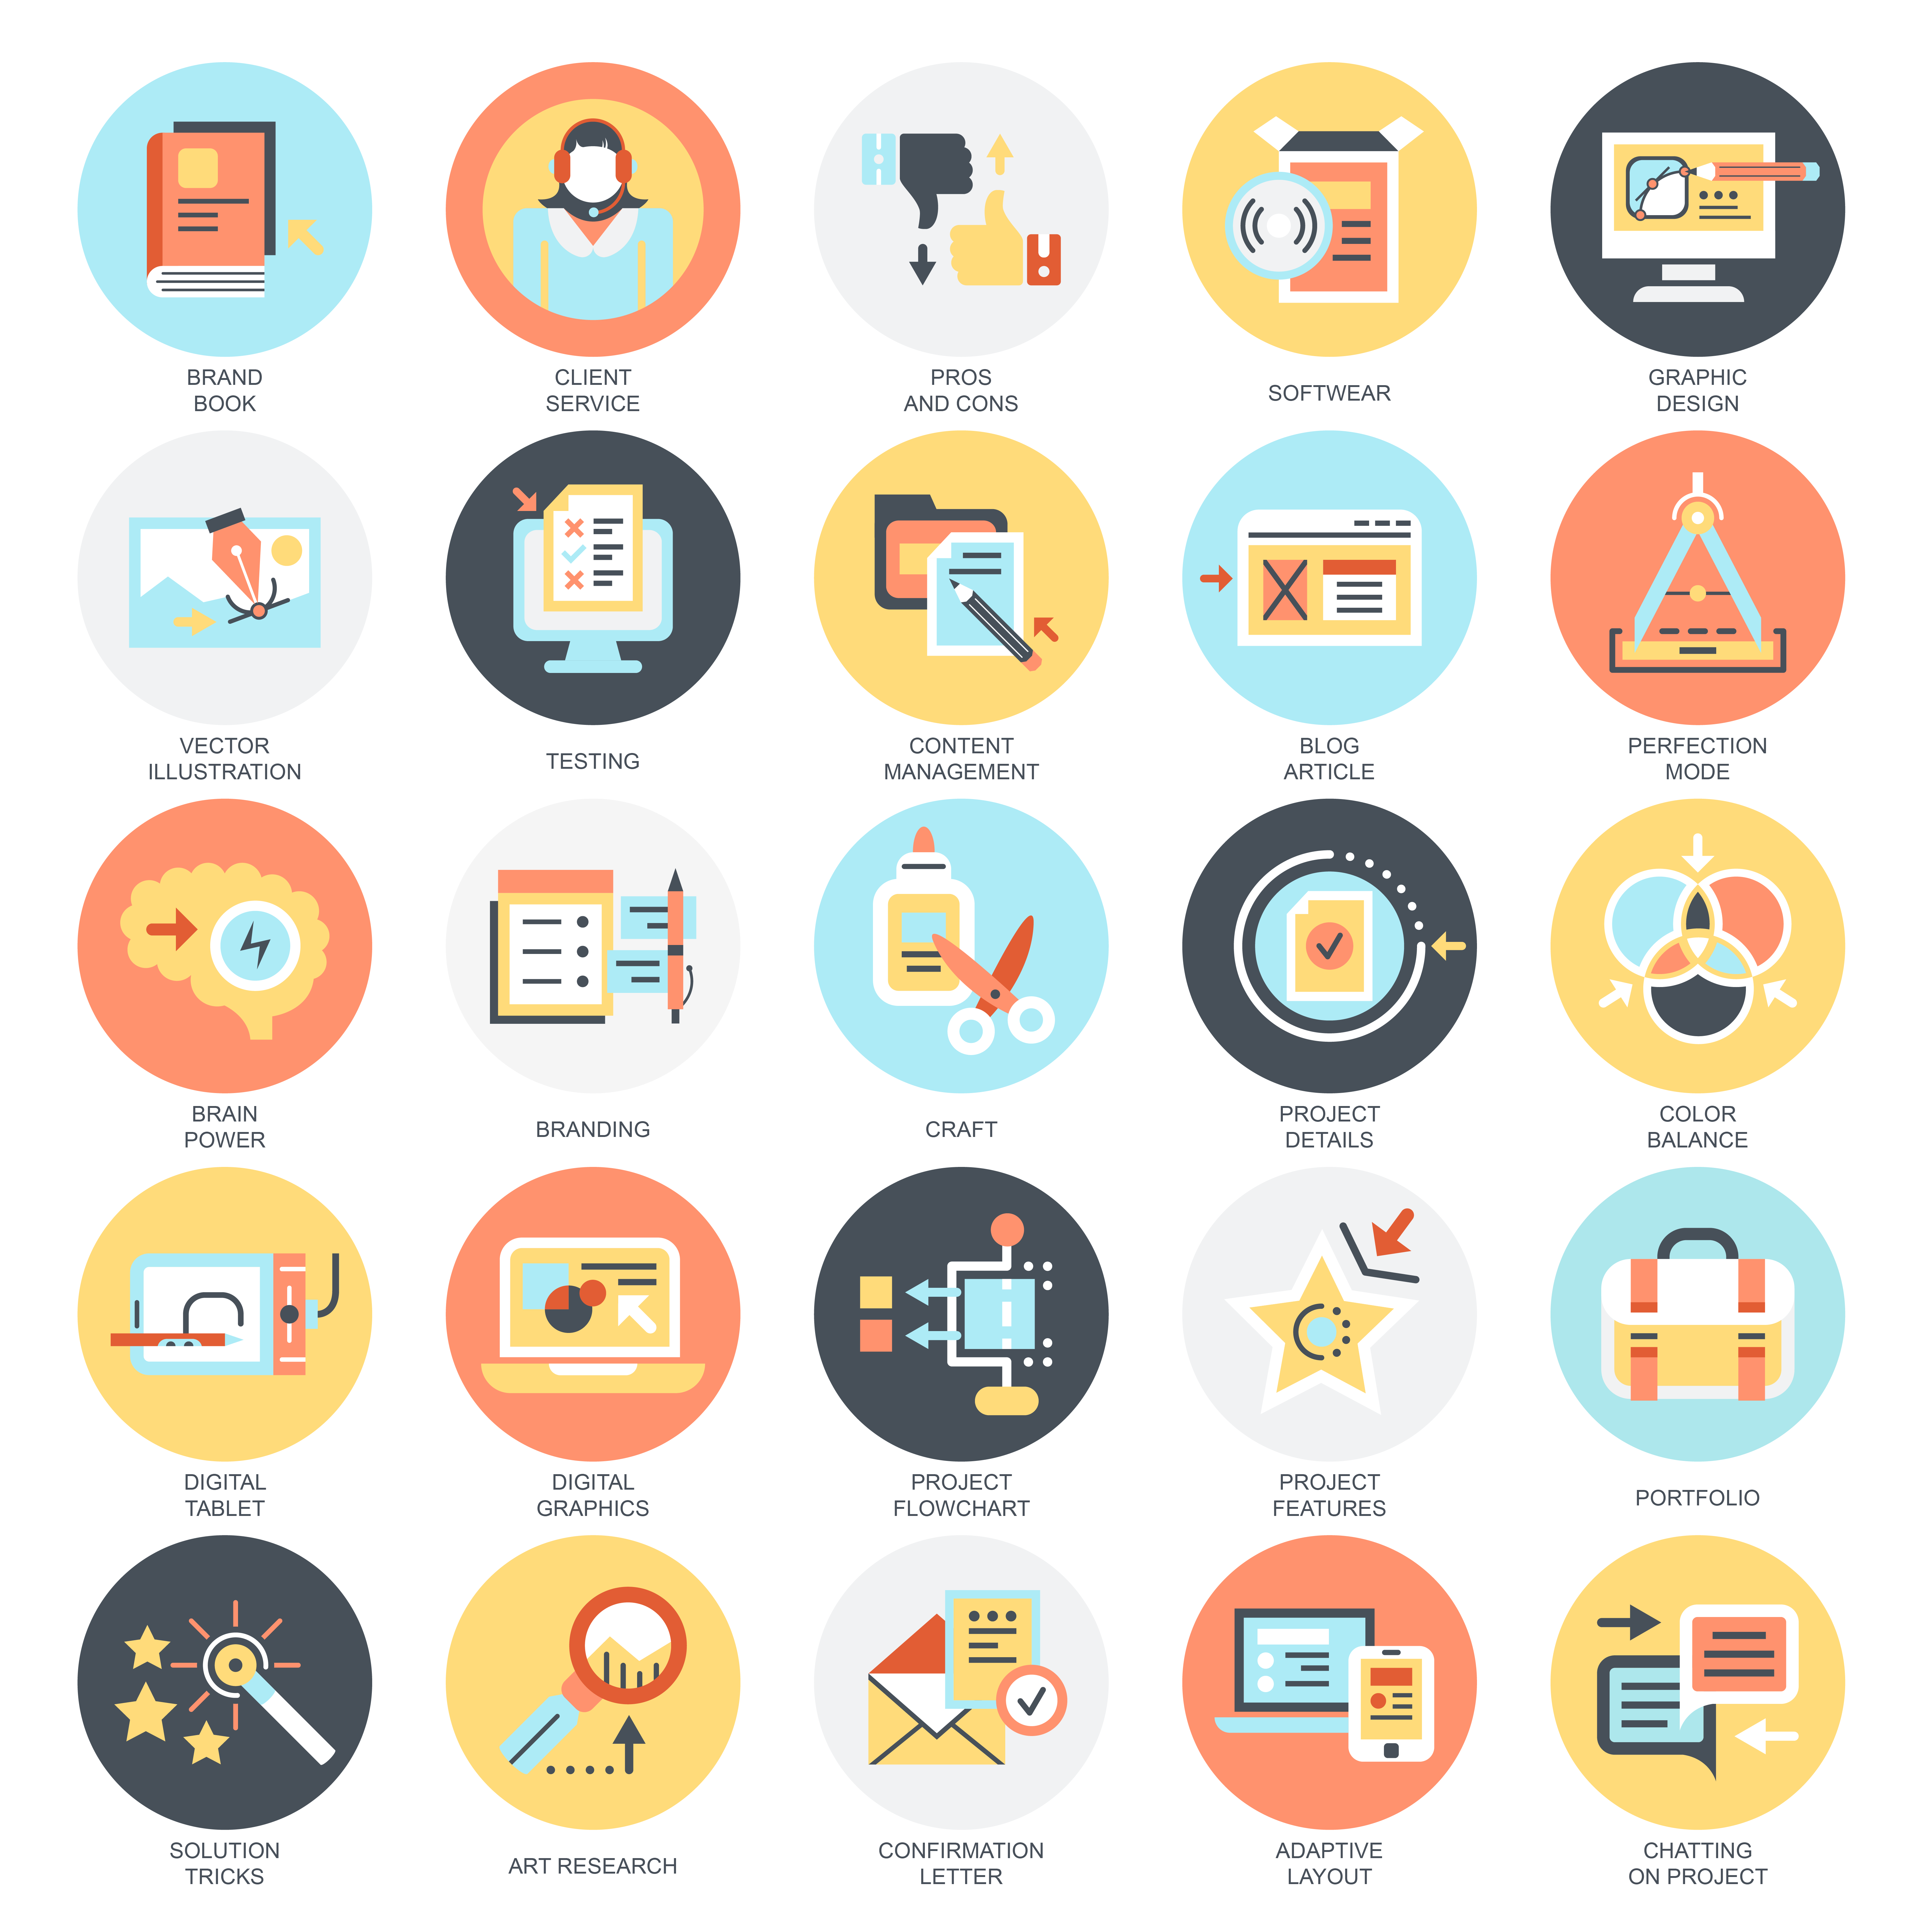 BRAND
BOOK
CLIENT
SERVICE
PROS
AND CONS
SOFTWEAR
GRAPHIC
DESIGN
VECTOR
ILLUSTRATION
TESTING
CONTENT
MANAGEMENT
BLOG
ARTICLE
PERFECTION
MODE
BRAIN
POWER
BRANDING
CRAFT
PROJECT
DETAILS
COLOR
BALANCE
DIGITAL
TABLET
DIGITAL
GRAPHICS
PROJECT
FLOWCHART
PROJECT
FEATURES
PORTFOLIO
SOLUTION
TRICKS
ART RESEARCH
CONFIRMATION
LETTER
ADAPTIVE
LAYOUT
CHATTING
ON PROJECT